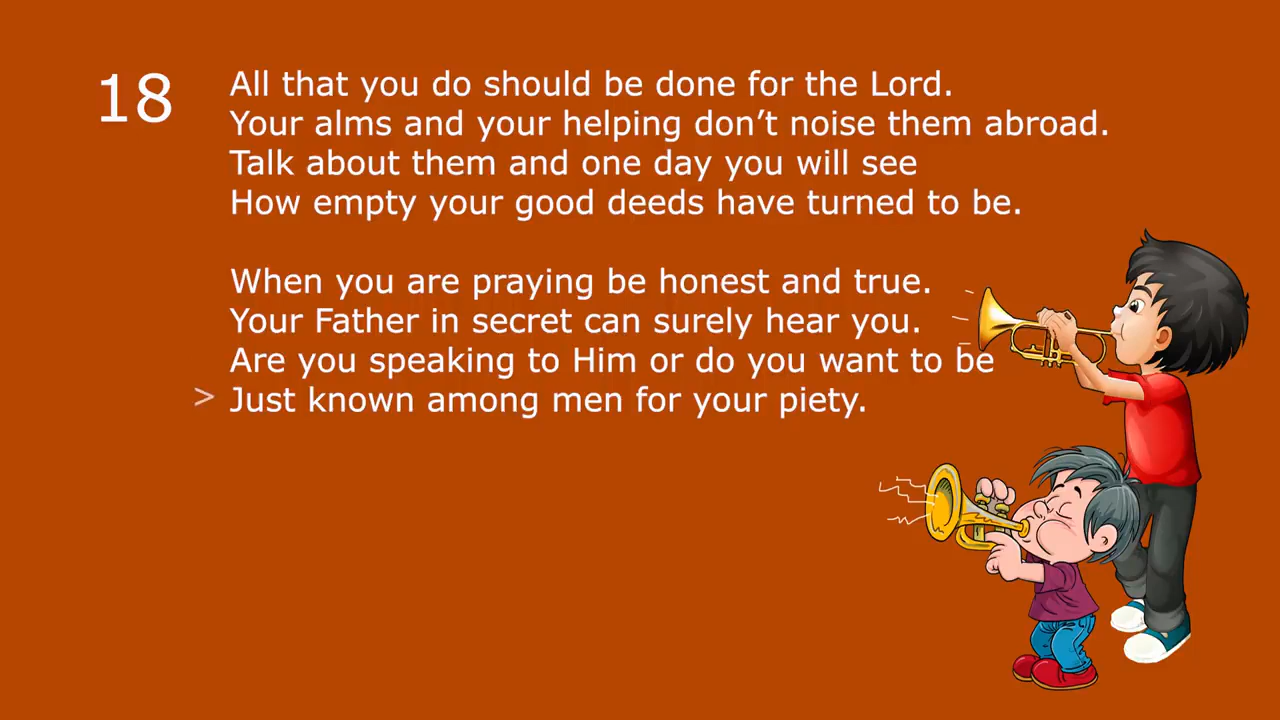 18
All that you do should be done for the Lord.
Your alms and your helping don’t noise them abroad.
Talk about them and one day you will see
How empty your good deeds have turned to be.
When you are praying be honest and true.
Your Father in secret can surely hear you.
Are you speaking to Him or do you want to be
> Just known among men for your piety.